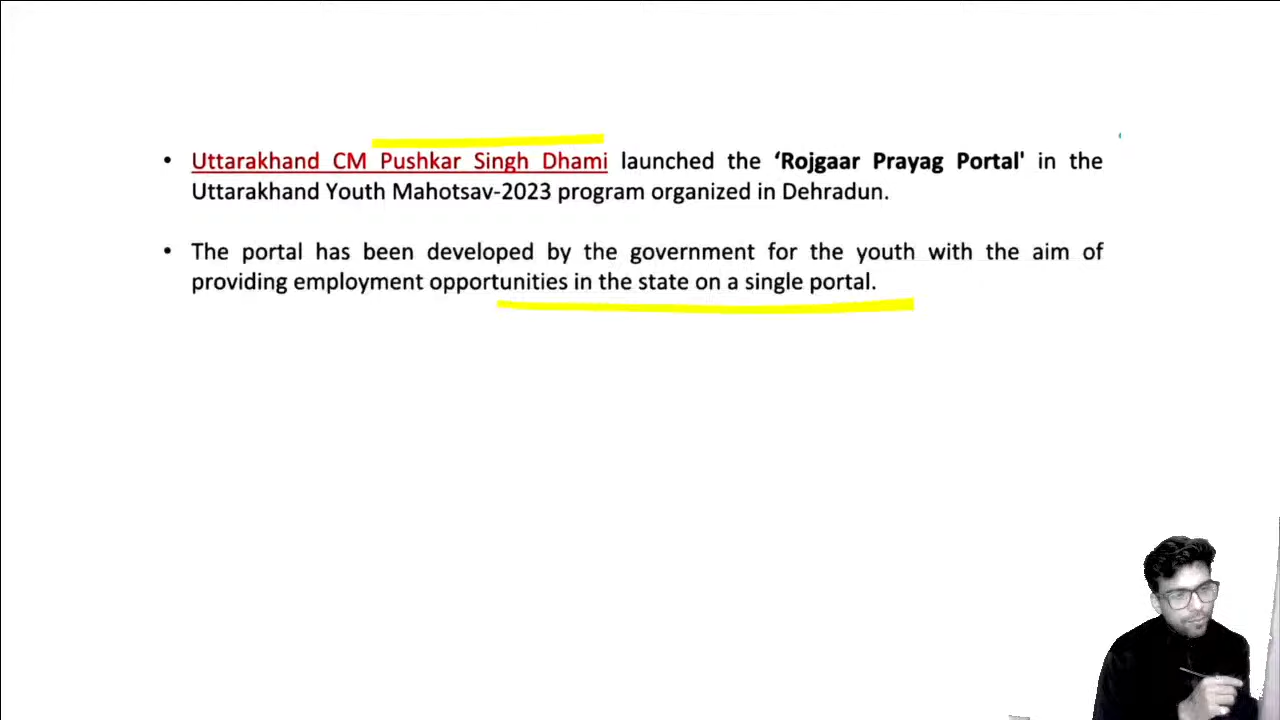 • Uttarakhand CM Pushkar Singh Dhami launched the ‘Rojgaar Prayag Portal' in the
Uttarakhand Youth Mahotsav-2023 program organized in Dehradun.
• The portal has been developed by the government for the youth with the aim of
providing employment opportunities in the state on a single portal.